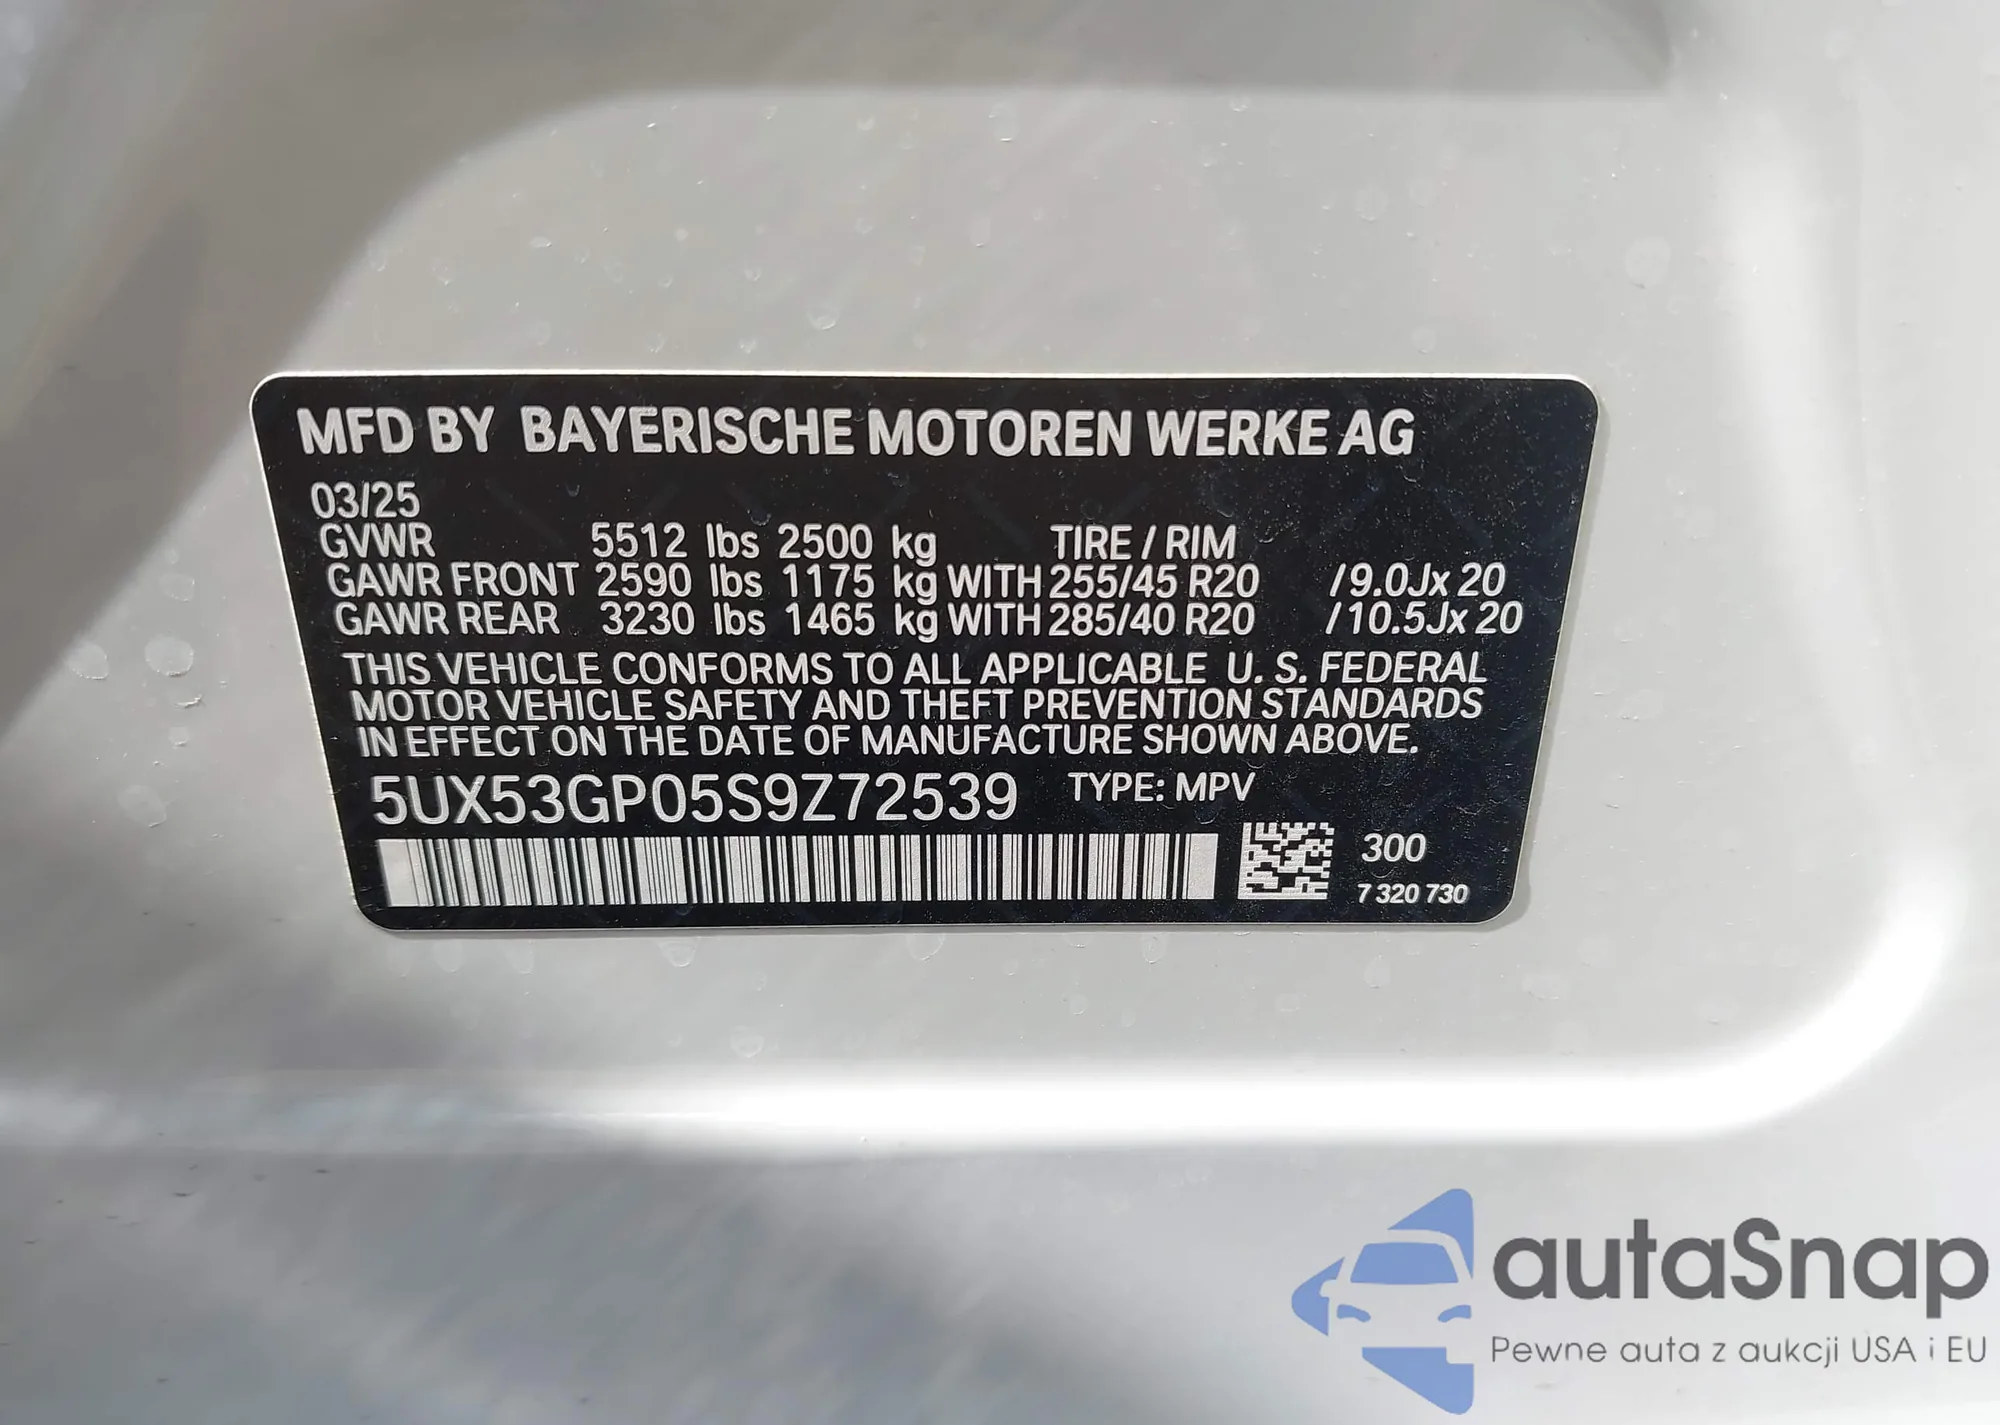 MFD BY BAYERISCHE MOTOREN WERKE AG
03/25
GVWR 5512 lbs 2500 kg TIRE / RIM
GAWR FRONT 2590 lbs 1175 kg WITH 255/45 R20 /9.0Jx 20
GAWR REAR 3230 lbs 1465 kg WITH 285/40 R20 /10.5Jx 20
THIS VEHICLE CONFORMS TO ALL APPLICABLE U. S. FEDERAL
MOTOR VEHICLE SAFETY AND THEFT PREVENTION STANDARDS
IN EFFECT ON THE DATE OF MANUFACTURE SHOWN ABOVE.
5UX53GP05S9Z72539 TYPE: MPV
300
7 320 730
autaSnap
Pewne auta z aukcji USA i EU